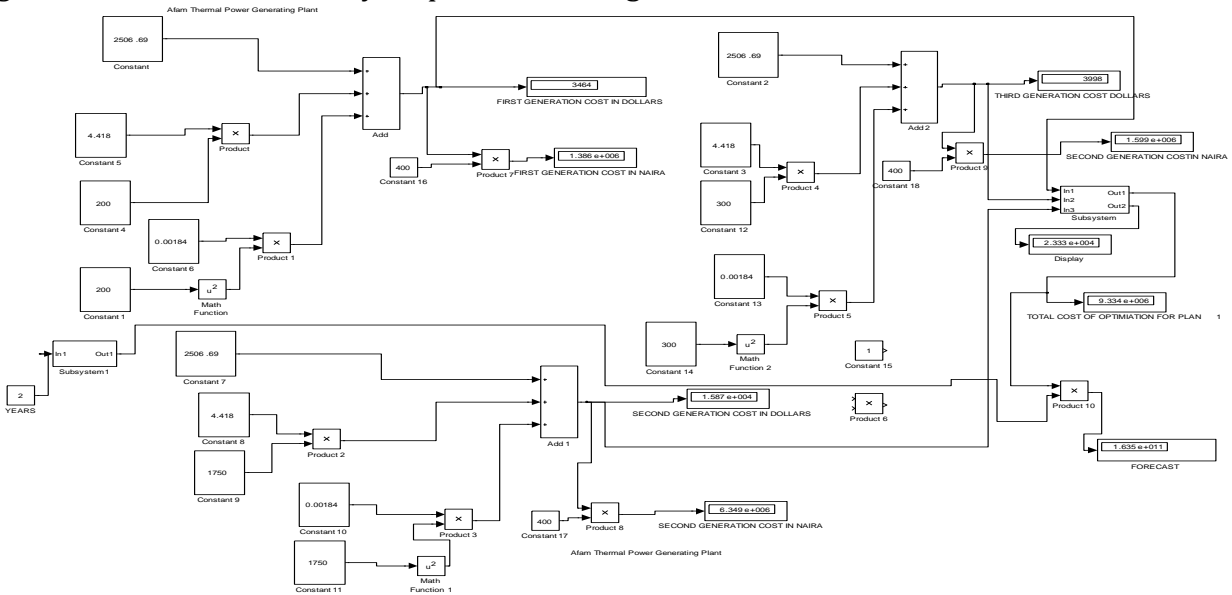 Afam Thermal Power Generating Plant
2506 .69
Constant
4.418
Constant 5
200
Constant 4
×
Product
0.00184
Constant 6
×
Product 1
200
Constant 1
u2
Math
Function
+
+
+
Add
3464
FIRST GENERATION COST IN DOLLARS
400
Constant 16
×
Product 7
1.386 e+006
FIRST GENERATION COST IN NAIRA
2506 .69
Constant 2
4.418
Constant 3
300
Constant 12
×
Product 4
0.00184
Constant 13
×
Product 5
300
Constant 14
u2
Math
Function 2
+
+
+
Add 2
3998
THIRD GENERATION COST DOLLARS
400
Constant 18
×
Product 9
1.599 e+006
SECOND GENERATION COSTIN NAIRA
In1
In2
In3
Out1
Out2
Subsystem
2.333 e+004
Display
9.334 e+006
TOTAL COST OF OPTIMIATION FOR PLAN 1
1
Constant 15
×
Product 6
×
Product 10
1.635 e+011
FORECAST
In1
Out1
Subsystem1
2
YEARS
2506 .69
Constant 7
4.418
Constant 8
1750
Constant 9
×
Product 2
0.00184
Constant 10
×
Product 3
1750
Constant 11
u2
Math
Function 1
+
+
+
Add 1
1.587 e+004
SECOND GENERATION COST IN DOLLARS
400
Constant 17
×
Product 8
6.349 e+006
SECOND GENERATION COST IN NAIRA
Afam Thermal Power Generating Plant